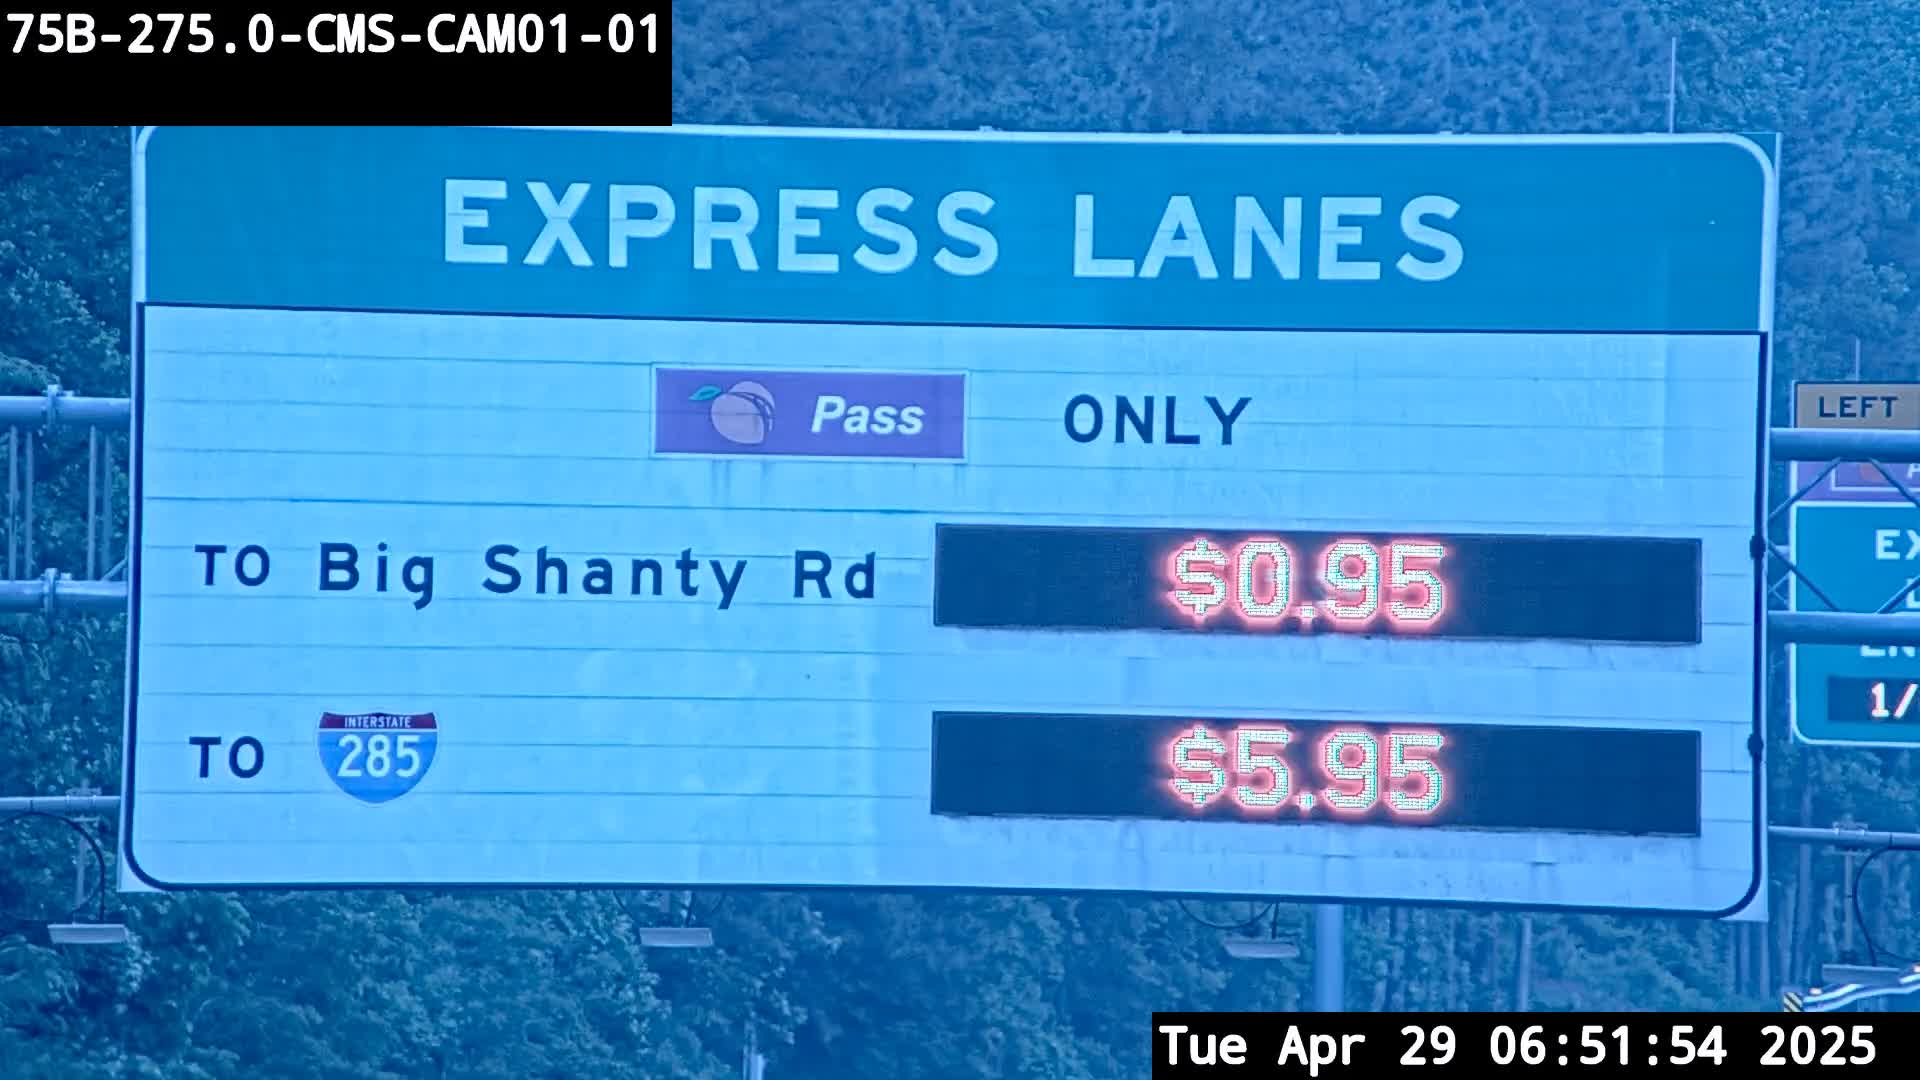 75B-275.0-CMS-CAM01-01
EXPRESS LANES
Pass ONLY
TO Big Shanty Rd $0.95
INTERSTATE
TO 285 $5.95
LEFT
EX
1/
Tue Apr 29 06:51:54 2025